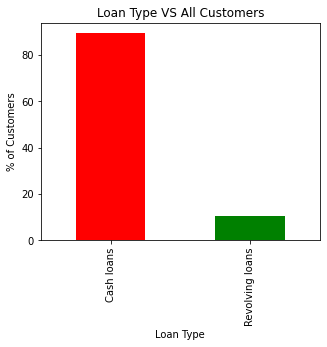 Loan Type VS All Customers
% of Customers
80
60
40
20
0
Cash loans
Revolving loans
Loan Type